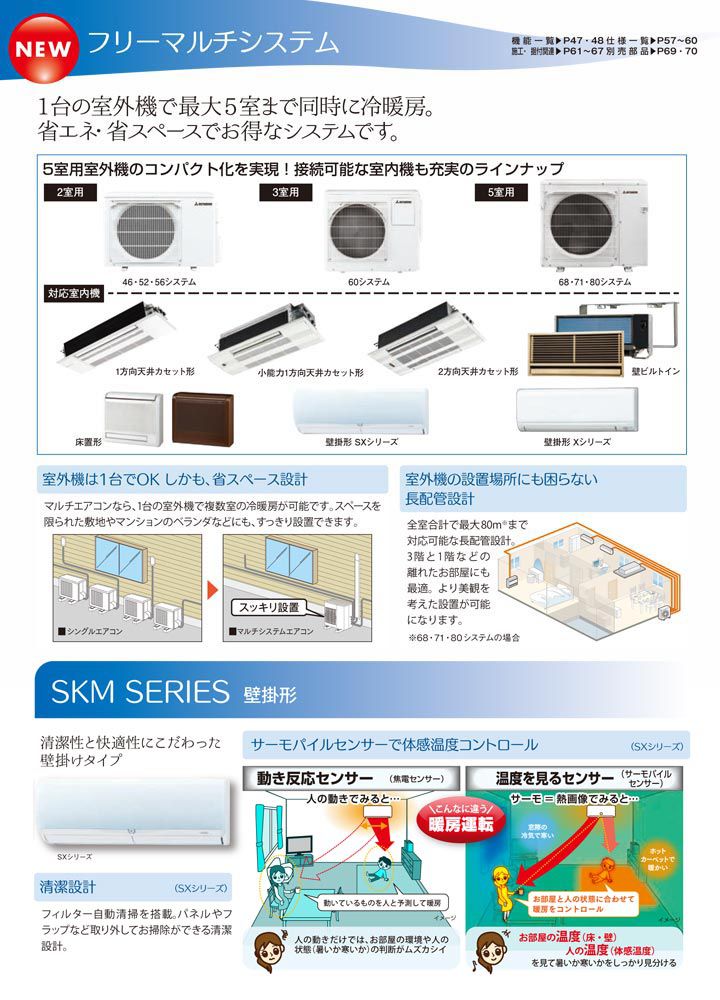 NEW
フリーマルチシステム
機能一覧▶P47・48 仕様一覧▶P57~60
施工・据付関連▶P61~67 別売部品▶P69・70
1台の室外機で最大5室まで同時に冷暖房。
省エネ・省スペースでお得なシステムです。
5室用室外機のコンパクト化を実現!接続可能な室内機も充実のラインナップ
2室用
3室用
5室用
46・52・56システム
60システム
68・71・80システム
対応室内機
1方向天井カセット形
小能力1方向天井カセット形
2方向天井カセット形
壁ビルトイン
床置形
壁掛形 SXシリーズ
壁掛形 Xシリーズ
室外機は1台でOK しかも、省スペース設計
マルチエアコンなら、1台の室外機で複数室の冷暖房が可能です。スペースを
限られた敷地やマンションのベランダなどにも、すっきり設置できます。
■シングルエアコン
スッキリ設置
■マルチシステムエアコン
室外機の設置場所にも困らない
長配管設計
全室合計で最大80m※まで
対応可能な長配管設計。
3階と1階などの
離れたお部屋にも
最適。より美観を
考えた設置が可能
になります。
※68・71・80システムの場合
SKM SERIES 壁掛形
清潔性と快適性にこだわった
壁掛けタイプ
SXシリーズ
清潔設計 (SXシリーズ)
フィルター自動清掃を搭載。パネルやフ
ラップなど取り外してお掃除ができる清潔
設計。
サーモパイルセンサーで体感温度コントロール (SXシリーズ)
動き反応センサー (焦電センサー)
人の動きでみると…
こんなに違う
暖房運転
動いているものを人と予測して暖房
イメージ
人の動きだけでは、お部屋の環境や人の
状態(暑いか寒いか)の判断がムズカシイ
温度を見るセンサー (サーモパイル
センサー)
サーモ=熱画像でみると…
窓際の
冷気で寒い
ホット
カーペットで
暖かい
お部屋と人の状態に合わせて
暖房をコントロール
イメージ
お部屋の温度(床・壁)
人の温度(体感温度)
を見て暑いか寒いかをしっかり見分ける